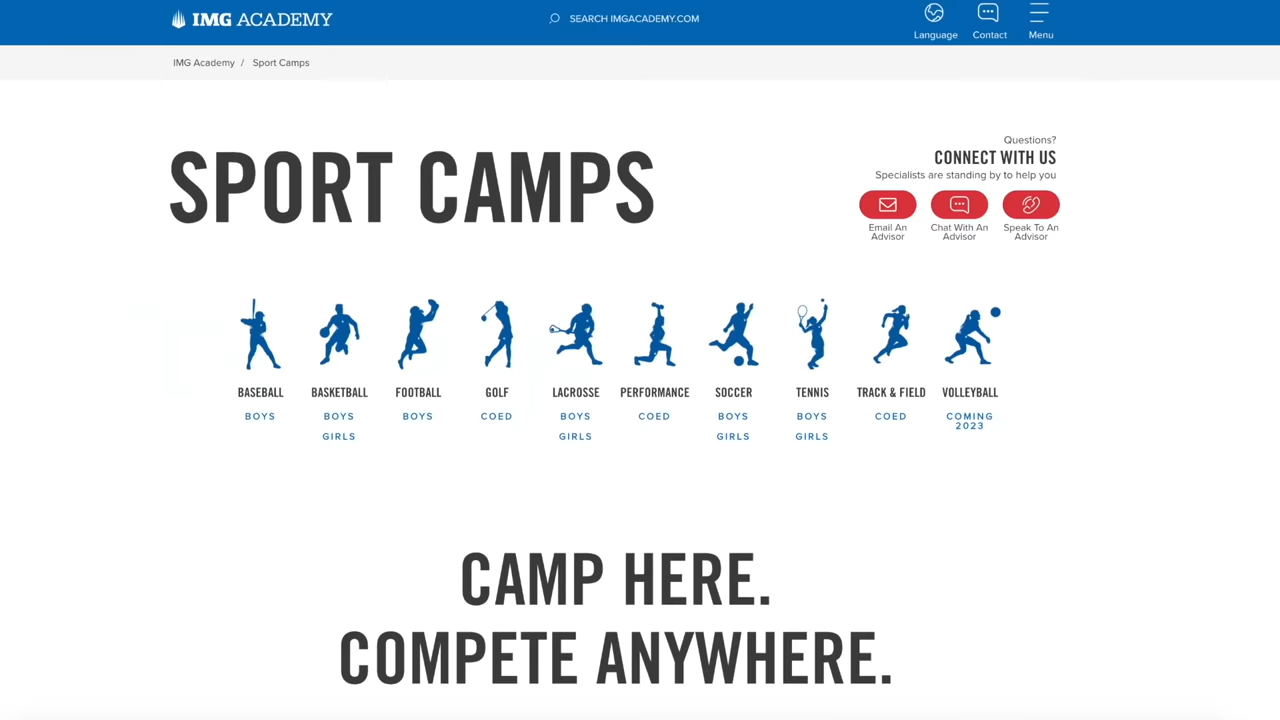 IMG ACADEMY
SEARCH IMGACADEMY.COM
Language
Contact
Menu
IMG Academy / Sport Camps
SPORT CAMPS
Questions?
CONNECT WITH US
Specialists are standing by to help you
Email An
Advisor
Chat With An
Advisor
Speak To An
Advisor
BASEBALL
BOYS
BASKETBALL
BOYS
GIRLS
FOOTBALL
BOYS
GOLF
COED
LACROSSE
BOYS
GIRLS
PERFORMANCE
COED
SOCCER
BOYS
GIRLS
TENNIS
BOYS
GIRLS
TRACK & FIELD
COED
VOLLEYBALL
COMING
2023
CAMP HERE.
COMPETE ANYWHERE.